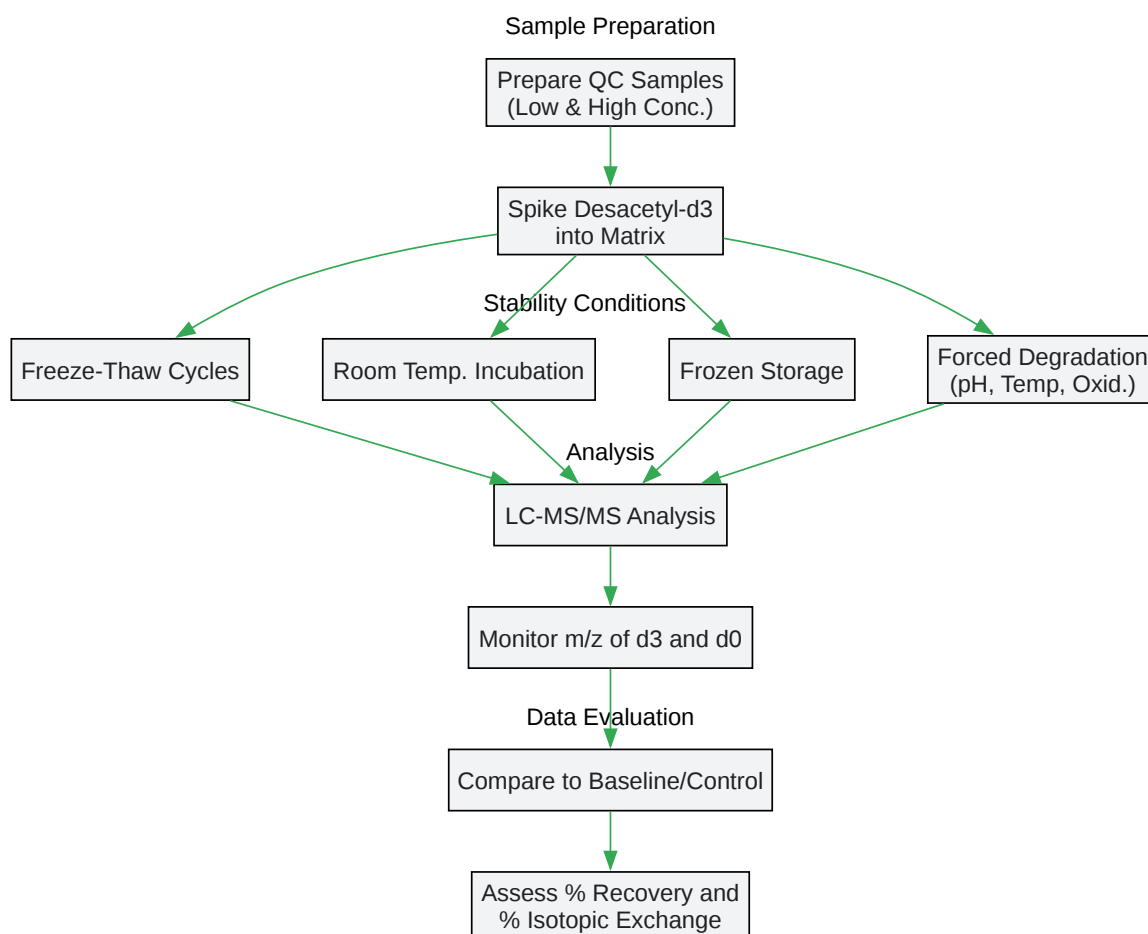 Sample Preparation
Prepare QC Samples
(Low & High Conc.)
Spike Desacetyl-d3
into Matrix
Stability Conditions
Freeze-Thaw Cycles
Room Temp. Incubation
Frozen Storage
Forced Degradation
(pH, Temp, Oxid.)
Analysis
LC-MS/MS Analysis
Monitor m/z of d3 and d0
Data Evaluation
Compare to Baseline/Control
Assess % Recovery and
% Isotopic Exchange